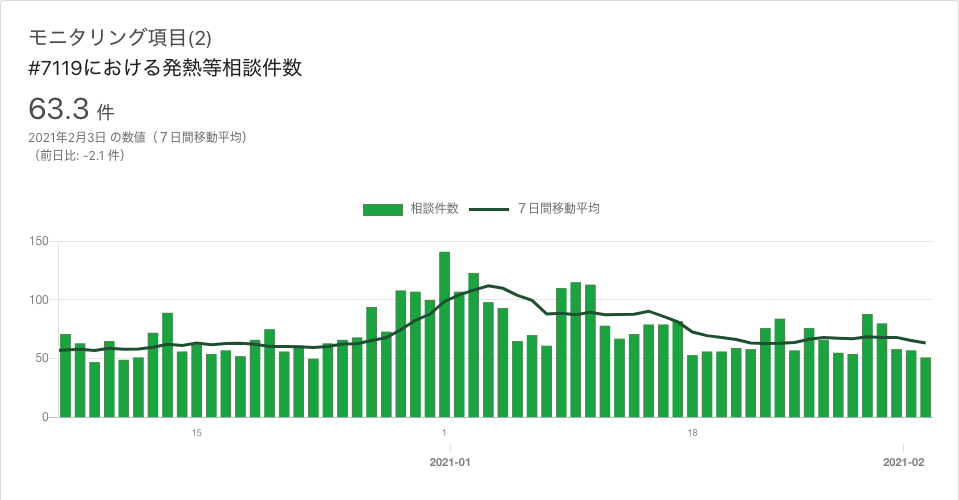 モニタリング項目(2)
#7119における発熱等相談件数
63.3 件
2021年2月3日 の数値（７日間移動平均）
（前日比: -2.1 件）
相談件数 ７日間移動平均
150
100
50
0
15 1 18
2021-01 2021-02